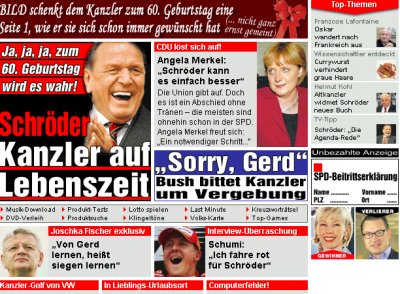 BILD schenkt dem Kanzler zum 60. Geburtstag eine
Seite 1, wie er sie sich schon immer gewünscht hat
(... nicht ganz
ernst gemeint)
Ja, ja, ja, zum
60. Geburtstag
wird es wahr!
Schröder
Kanzler auf
Lebenszeit
CDU löst sich auf!
Angela Merkel:
„Schröder kann
es einfach besser“
Die Union gibt auf. Doch
es ist ein Abschied ohne
Tränen – die meisten sind
ohnehin schon in der SPD.
Angela Merkel freut sich:
„Ein notwendiger Schritt...“
„Sorry, Gerd“
Bush bittet Kanzler
um Vergebung
Musik-Download
Produkt-Tests
Lotto spielen
Last Minute
Kreuzworträtsel
DVD-Verleih
Produktsuche
Klingeltöne
Volks-Karte
Top-Games
Joschka Fischer exklusiv
„Von Gerd
lernen, heißt
siegen lernen“
Interview-Überraschung
Schumi:
„Ich fahre rot
für Schröder“
Kanzler-Golf von VW
In Lieblings-Urlaubsort
Computerfehler!
Top-Themen
Francoise Lafontaine
Oskar
wandert nach
Frankreich aus
Wissenschaftler entdeckt
Currywurst
verhindert
graue Haare
Helmut Kohl
Altkanzler
widmet Schröder
neues Buch
TV-Tipp
Schröder: „Die
Agenda-Rede“
Unbezahlte Anzeige
SPD-Beitrittserklärung
Name
Vorname
PLZ
Ort
GEWINNER
VERLIERER